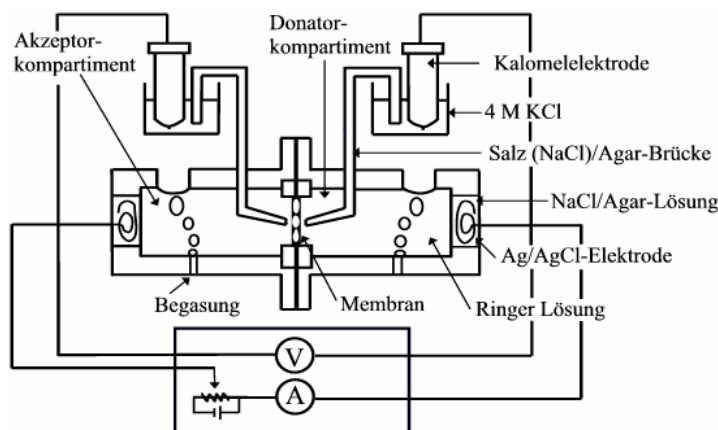 Akzeptor-
kompartiment
Donator-
kompartiment
Kalomelelektrode
4 M KCl
Salz (NaCl)/Agar-Brücke
NaCl/Agar-Lösung
Ag/AgCl-Elektrode
Begasung
Membran
Ringer Lösung
V
A